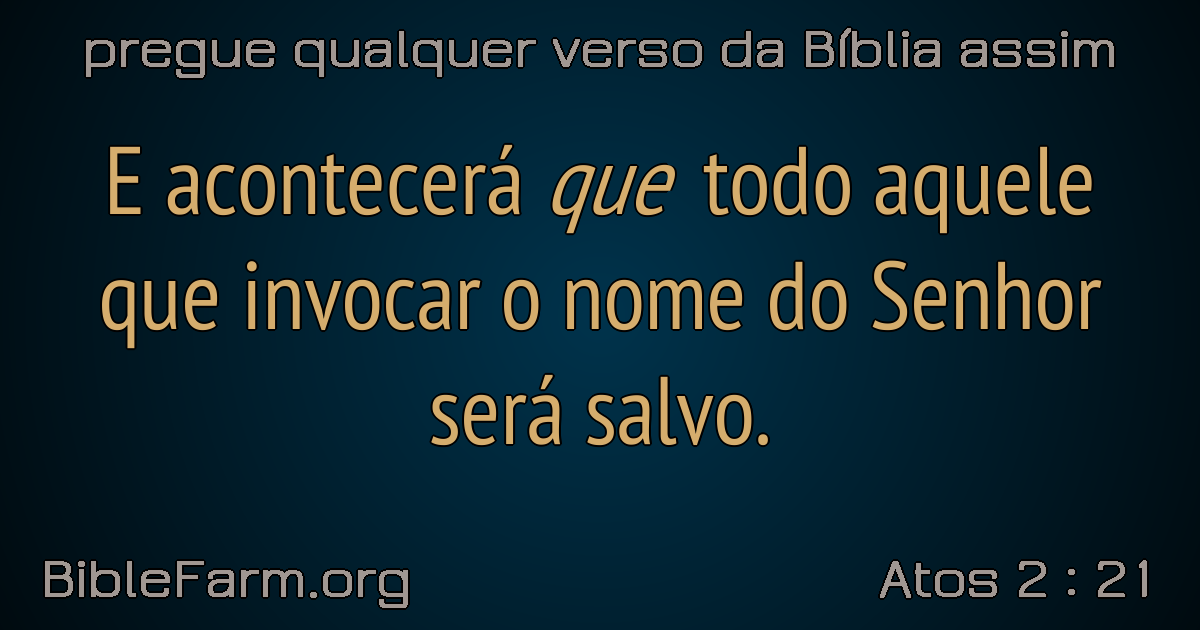 pregue qualquer verso da Bíblia assim
E acontecerá que todo aquele
que invocar o nome do Senhor
será salvo.
BibleFarm.org
Atos 2 : 21